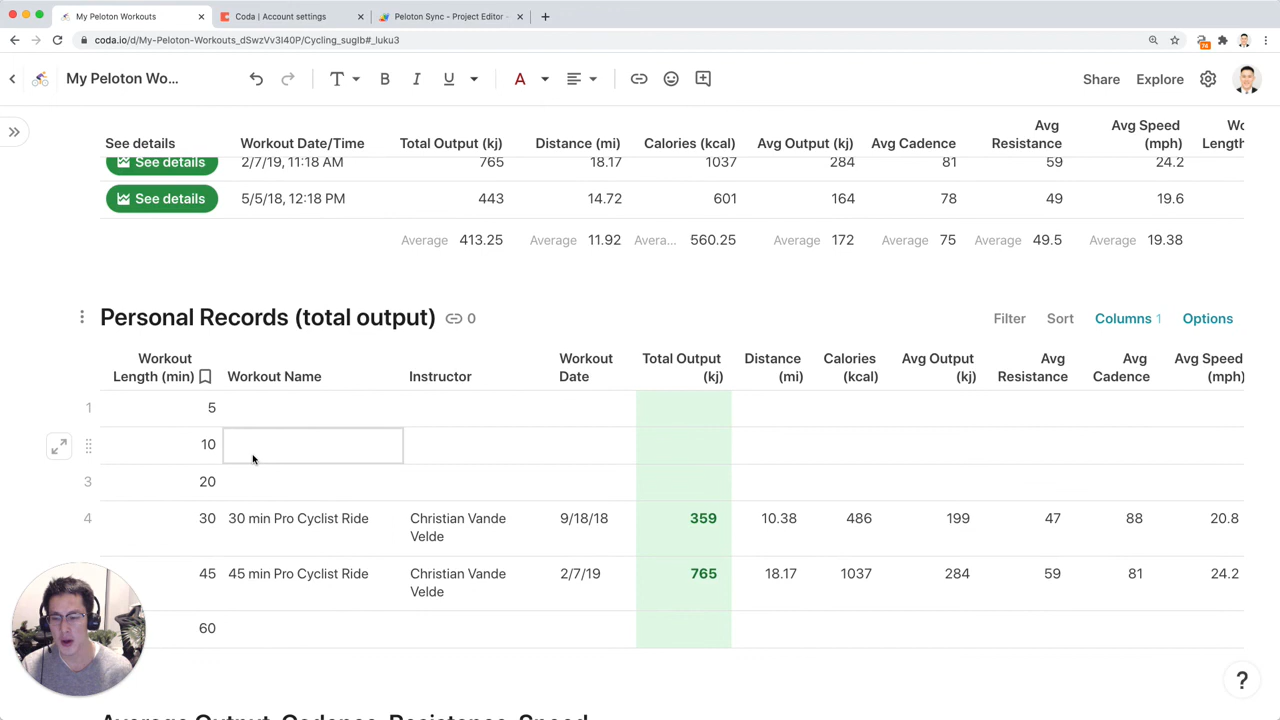 My Peloton Workouts
Coda | Account settings
Peloton Sync - Project Editor -
coda.io/d/My-Peloton-Workouts_dSwzVv3I40P/Cycling_suglb#_luku3
74
My Peloton Wo...
T B I U A
Share Explore
See details Workout Date/Time Total Output (kj) Distance (mi) Calories (kcal) Avg Output (kj) Avg Cadence Avg Resistance Avg Speed (mph) Wo Length
See details 2/7/19, 11:18 AM 765 18.17 1037 284 81 59 24.2
See details 5/5/18, 12:18 PM 443 14.72 601 164 78 49 19.6
Average 413.25 Average 11.92 Avera... 560.25 Average 172 Average 75 Average 49.5 Average 19.38
Personal Records (total output) 0 Filter Sort Columns 1 Options
Workout Length (min) Workout Name Instructor Workout Date Total Output (kj) Distance (mi) Calories (kcal) Avg Output (kj) Avg Resistance Avg Cadence Avg Speed (mph)
1 5
10
3 20
4 30 30 min Pro Cyclist Ride Christian Vande Velde 9/18/18 359 10.38 486 199 47 88 20.8
45 45 min Pro Cyclist Ride Christian Vande Velde 2/7/19 765 18.17 1037 284 59 81 24.2
60
?
Average Output, Cadence, Resistance, Speed